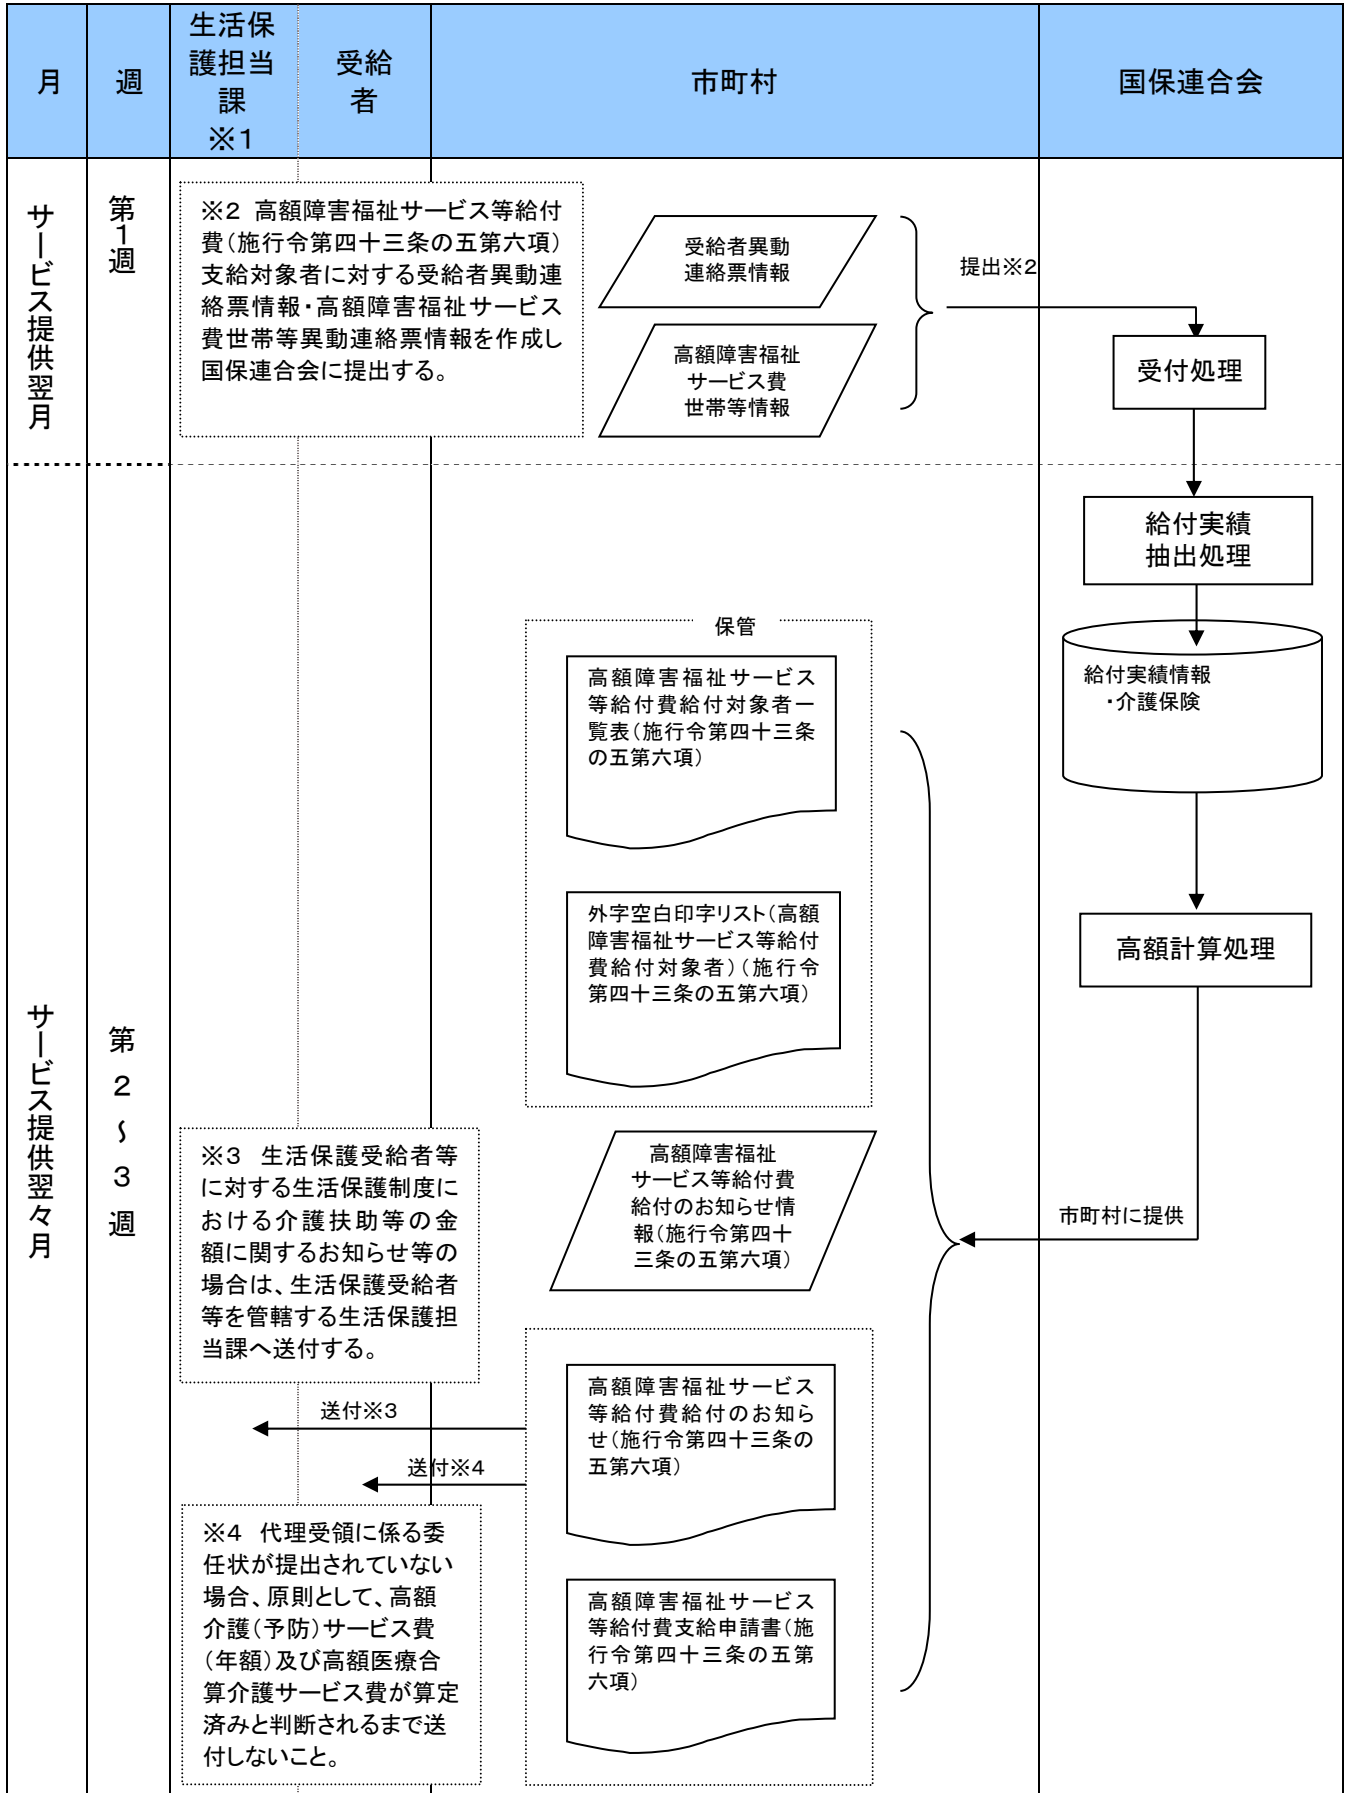 月
週
生活保
護担当
課
※1
受給
者
市町村
国保連合会
サービス提供翌月
第1週
※2 高額障害福祉サービス等給付
費(施行令第四十三条の五第六項)
支給対象者に対する受給者異動連
絡票情報・高額障害福祉サービス
費世帯等異動連絡票情報を作成し
国保連合会に提出する。
受給者異動
連絡票情報
高額障害福祉
サービス費
世帯等情報
提出※2
受付処理
給付実績
抽出処理
給付実績情報
・介護保険
高額計算処理
市町村に提供
サービス提供翌々月
第2~3週
保管
高額障害福祉サービス
等給付費給付対象者一
覧表(施行令第四十三条
の五第六項)
外字空白印字リスト(高額
障害福祉サービス等給付
費給付対象者)(施行令
第四十三条の五第六項)
高額障害福祉
サービス等給付費
給付のお知らせ情
報(施行令第四十
三条の五第六項)
※3 生活保護受給者等
に対する生活保護制度に
おける介護扶助等の金
額に関するお知らせ等の
場合は、生活保護受給者
等を管轄する生活保護担
当課へ送付する。
送付※3
送付※4
高額障害福祉サービス
等給付費給付のお知ら
せ(施行令第四十三条の
五第六項)
※4 代理受領に係る委
任状が提出されていない
場合、原則として、高額
介護(予防)サービス費
(年額)及び高額医療合
算介護サービス費が算定
済みと判断されるまで送
付しないこと。
高額障害福祉サービス
等給付費支給申請書(施
行令第四十三条の五第
六項)